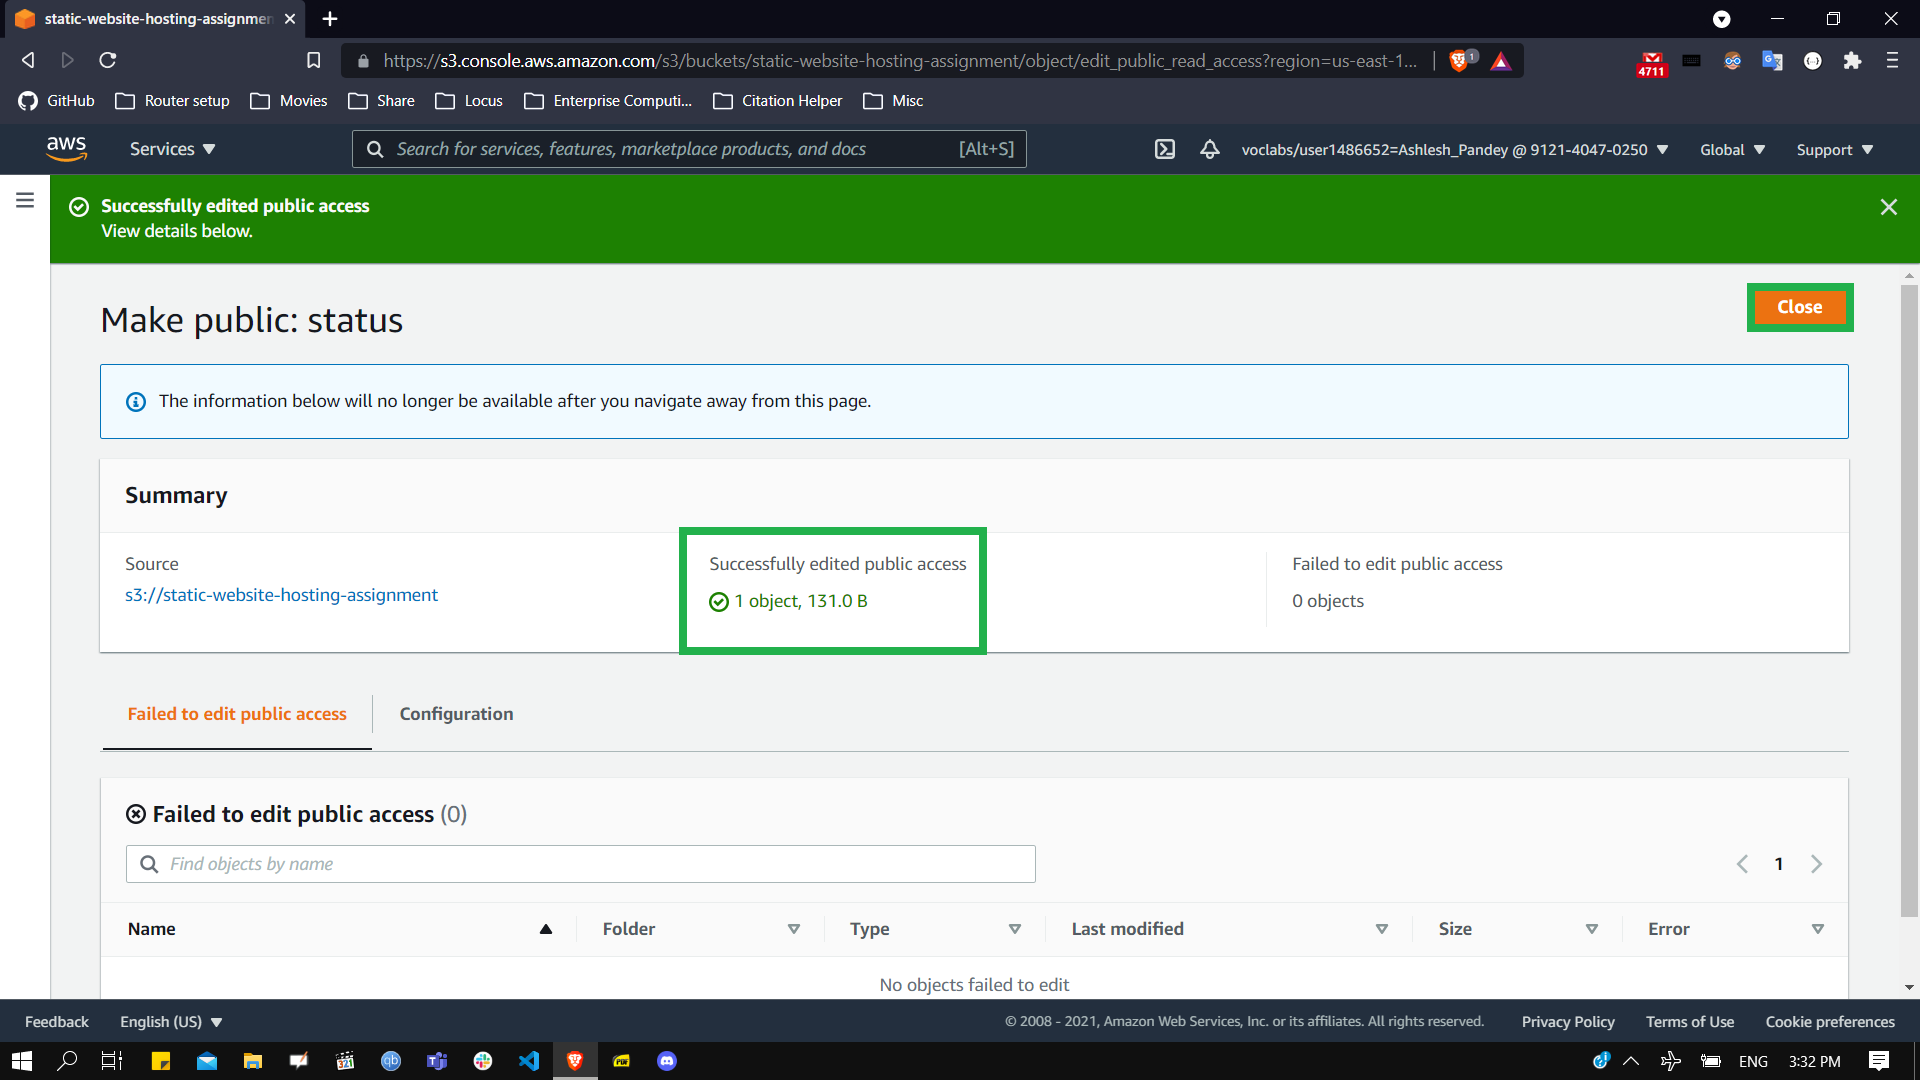 static-website-hosting-assignmen
https://s3.console.aws.amazon.com/s3/buckets/static-website-hosting-assignment/object/edit_public_read_access?region=us-east-1...
1
4711
GitHub Router setup Movies Share Locus Enterprise Computi... Citation Helper Misc
aws Services Search for services, features, marketplace products, and docs [Alt+S] voclabs/user1486652=Ashlesh_Pandey @ 9121-4047-0250 Global Support
Successfully edited public access
View details below.
Make public: status
Close
The information below will no longer be available after you navigate away from this page.
Summary
Source Successfully edited public access Failed to edit public access
s3://static-website-hosting-assignment 1 object, 131.0 B 0 objects
Failed to edit public access Configuration
Failed to edit public access (0)
Find objects by name 1
Name Folder Type Last modified Size Error
No objects failed to edit
Feedback English (US) © 2008 - 2021, Amazon Web Services, Inc. or its affiliates. All rights reserved. Privacy Policy Terms of Use Cookie preferences
ENG 3:32 PM